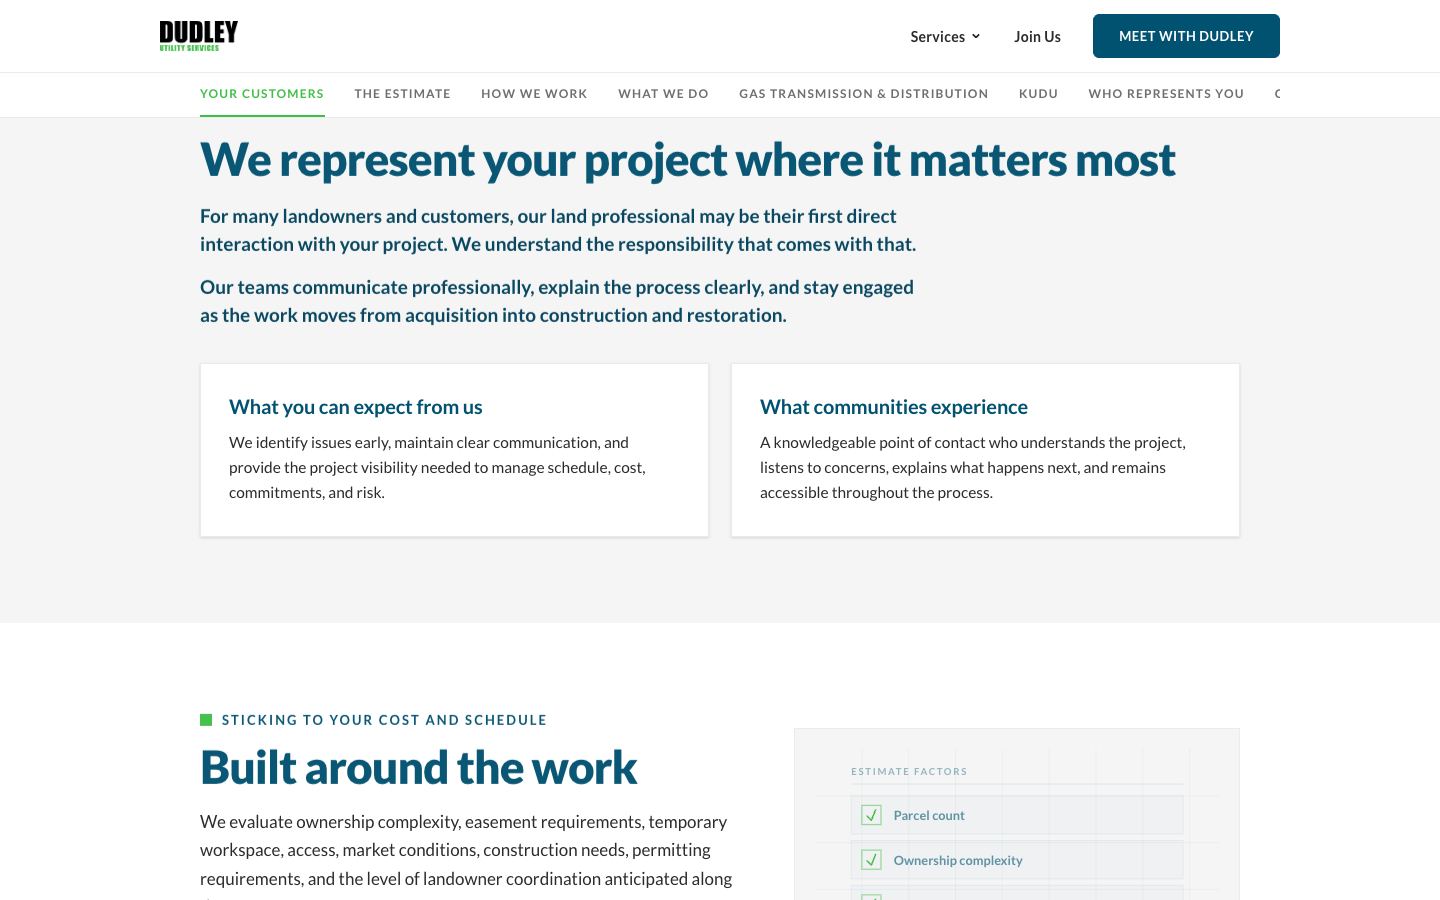 DUDLEY
UTILITY SERVICES
Services
Join Us
MEET WITH DUDLEY
YOUR CUSTOMERS
THE ESTIMATE
HOW WE WORK
WHAT WE DO
GAS TRANSMISSION & DISTRIBUTION
KUDU
WHO REPRESENTS YOU
We represent your project where it matters most
For many landowners and customers, our land professional may be their first direct
interaction with your project. We understand the responsibility that comes with that.
Our teams communicate professionally, explain the process clearly, and stay engaged
as the work moves from acquisition into construction and restoration.
What you can expect from us
We identify issues early, maintain clear communication, and
provide the project visibility needed to manage schedule, cost,
commitments, and risk.
What communities experience
A knowledgeable point of contact who understands the project,
listens to concerns, explains what happens next, and remains
accessible throughout the process.
STICKING TO YOUR COST AND SCHEDULE
Built around the work
We evaluate ownership complexity, easement requirements, temporary
workspace, access, market conditions, construction needs, permitting
requirements, and the level of landowner coordination anticipated along
ESTIMATE FACTORS
Parcel count
Ownership complexity